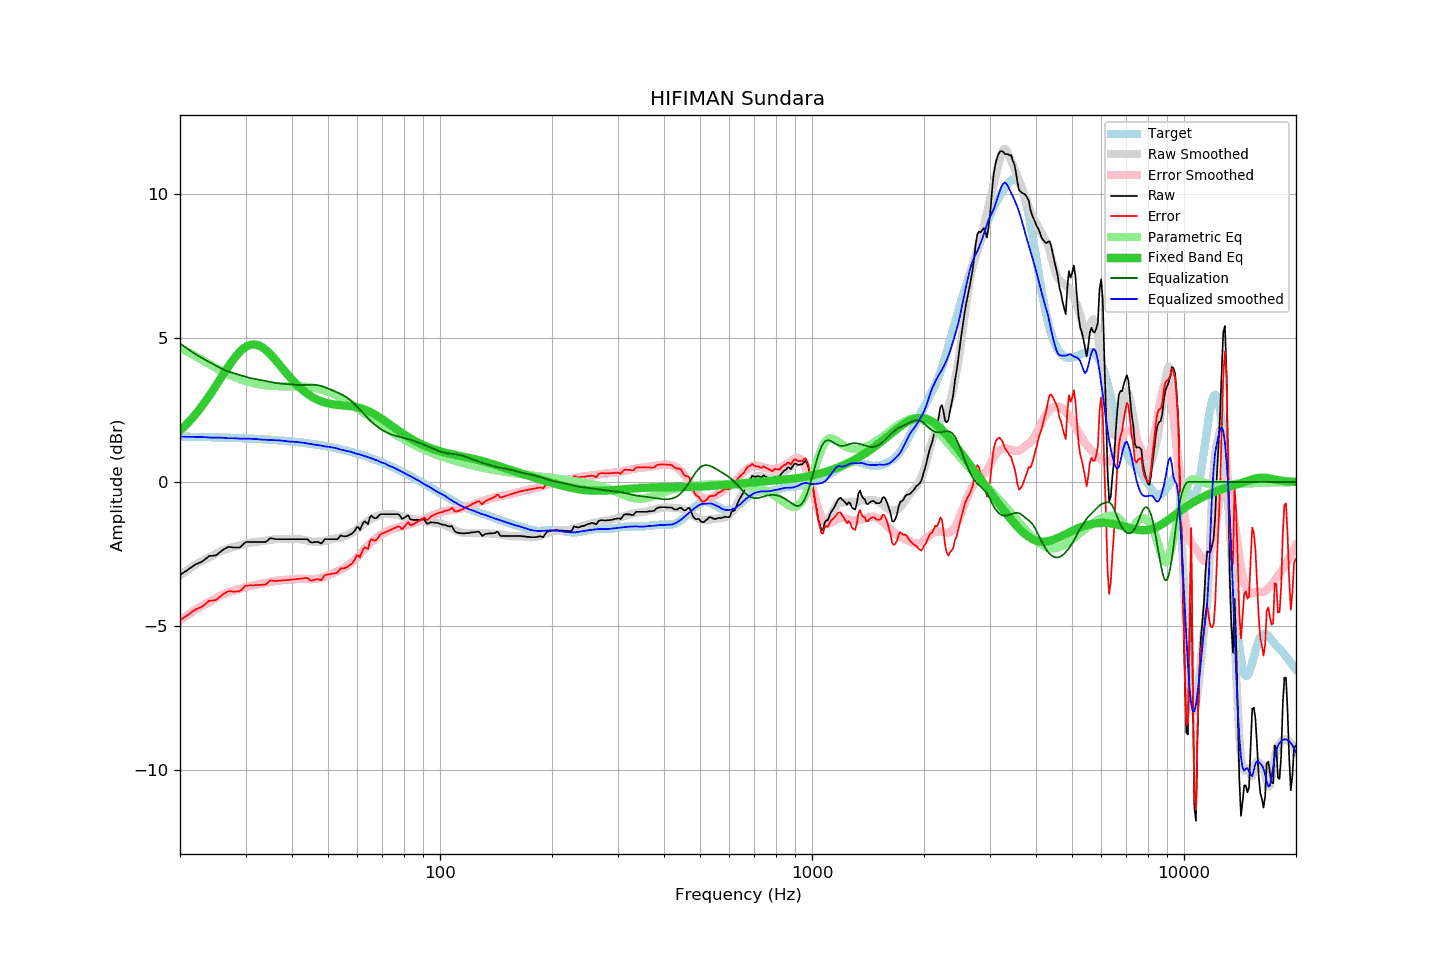 HIFIMAN Sundara
Target
Raw Smoothed
Error Smoothed
Raw
Error
Parametric Eq
Fixed Band Eq
Equalization
Equalized smoothed
Amplitude (dBr)
10
5
0
−5
−10
100
1000
10000
Frequency (Hz)